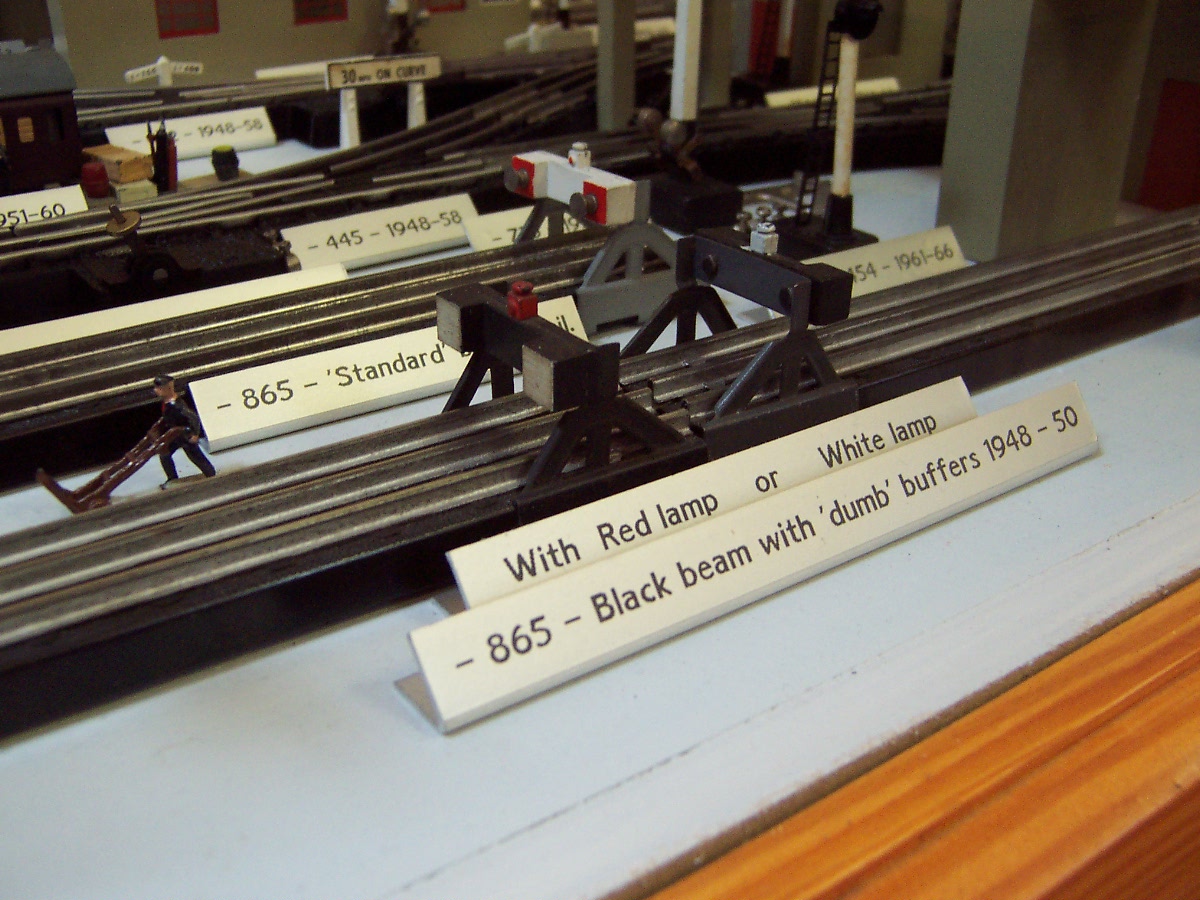 30 MPH ON CURVE
- 1948-58
951-60
- 445 - 1948-58
454 - 1961-66
- 865 - 'Standard'
With Red lamp or White lamp
- 865 - Black beam with 'dumb' buffers 1948 - 50